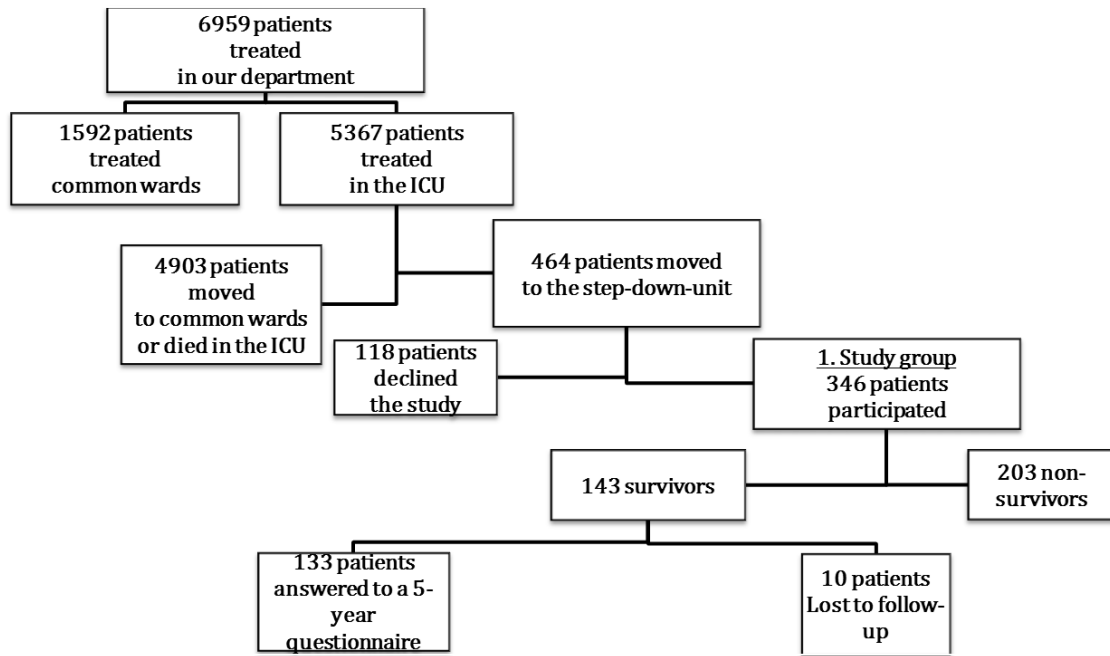 6959 patients
treated
in our department
1592 patients
treated
common wards
5367 patients
treated
in the ICU
4903 patients
moved
to common wards
or died in the ICU
464 patients moved
to the step-down-unit
118 patients
declined
the study
1. Study group
346 patients
participated
143 survivors
203 non-
survivors
133 patients
answered to a 5-
year
questionnaire
10 patients
Lost to follow-
up